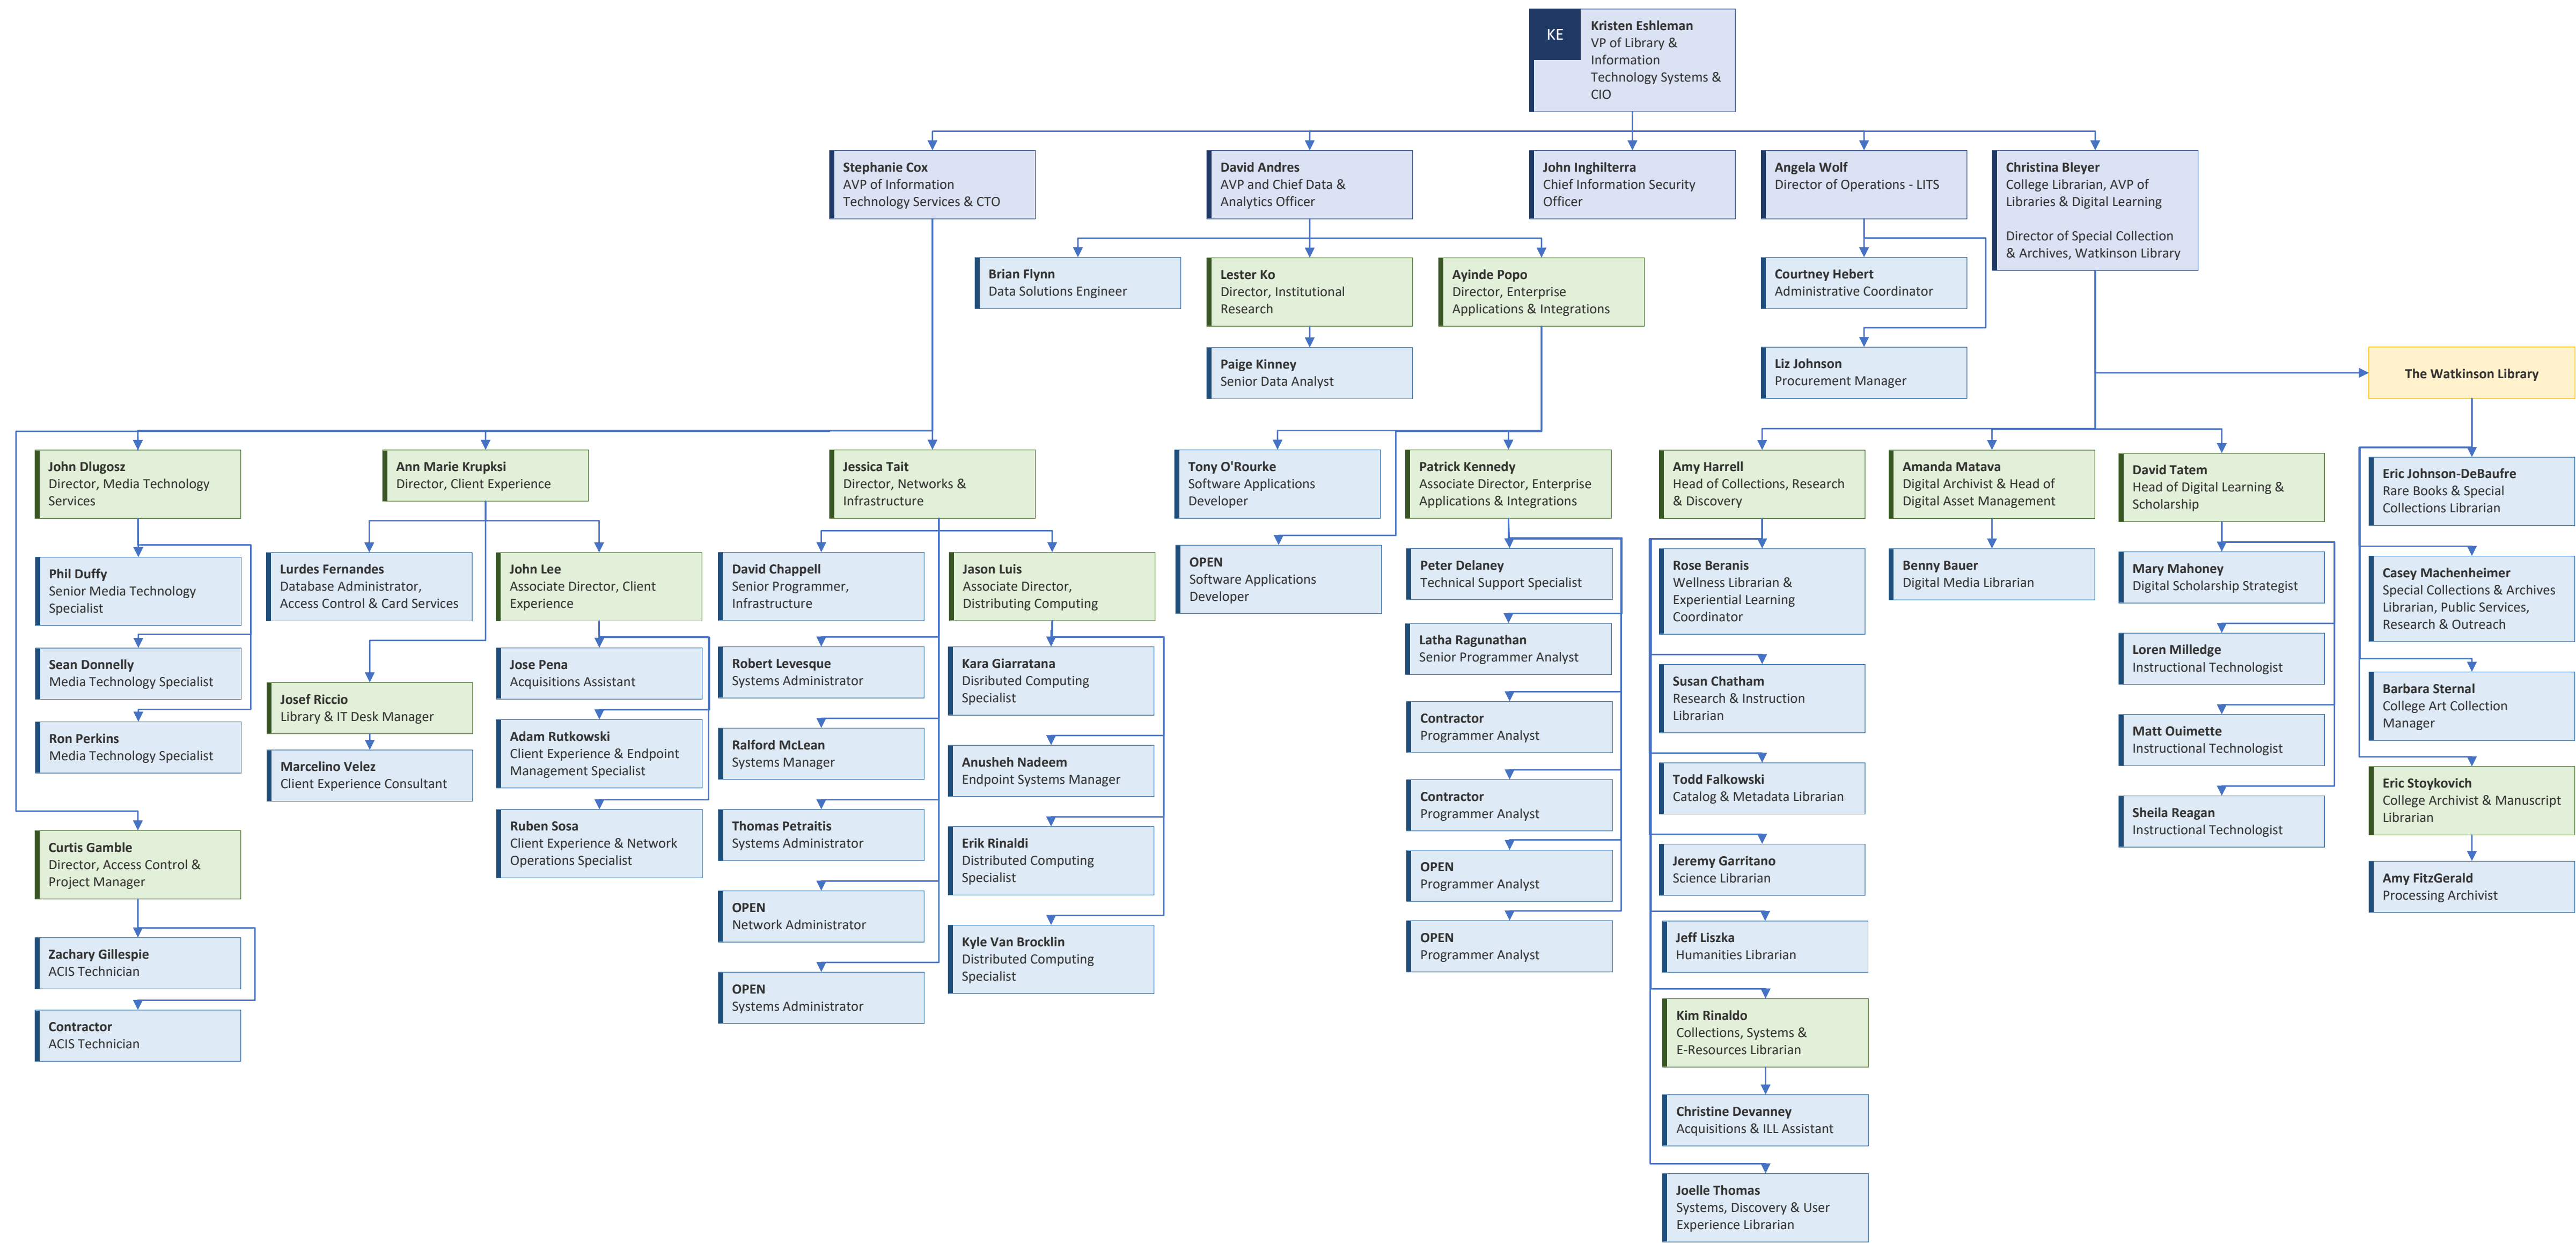 KE
Kristen Eshleman
VP of Library &
Information
Technology Systems &
CIO
Stephanie Cox
AVP of Information
Technology Services & CTO
David Andres
AVP and Chief Data &
Analytics Officer
John Inghilterra
Chief Information Security
Officer
Angela Wolf
Director of Operations - LITS
Christina Bleyer
College Librarian, AVP of
Libraries & Digital Learning
Director of Special Collection
& Archives, Watkinson Library
Brian Flynn
Data Solutions Engineer
Lester Ko
Director, Institutional
Research
Ayinde Popo
Director, Enterprise
Applications & Integrations
Courtney Hebert
Administrative Coordinator
Paige Kinney
Senior Data Analyst
Liz Johnson
Procurement Manager
The Watkinson Library
John Dlugosz
Director, Media Technology
Services
Phil Duffy
Senior Media Technology
Specialist
Sean Donnelly
Media Technology Specialist
Ron Perkins
Media Technology Specialist
Curtis Gamble
Director, Access Control &
Project Manager
Zachary Gillespie
ACIS Technician
Contractor
ACIS Technician
Ann Marie Krupksi
Director, Client Experience
Lurdes Fernandes
Database Administrator,
Access Control & Card Services
Josef Riccio
Library & IT Desk Manager
Marcelino Velez
Client Experience Consultant
John Lee
Associate Director, Client
Experience
Jose Pena
Acquisitions Assistant
Adam Rutkowski
Client Experience & Endpoint
Management Specialist
Ruben Sosa
Client Experience & Network
Operations Specialist
Jessica Tait
Director, Networks &
Infrastructure
David Chappell
Senior Programmer,
Infrastructure
Robert Levesque
Systems Administrator
Ralford McLean
Systems Manager
Thomas Petraitis
Systems Administrator
OPEN
Network Administrator
OPEN
Systems Administrator
Jason Luis
Associate Director,
Distributing Computing
Kara Giarratana
Disributed Computing
Specialist
Anusheh Nadeem
Endpoint Systems Manager
Erik Rinaldi
Distributed Computing
Specialist
Kyle Van Brocklin
Distributed Computing
Specialist
Tony O'Rourke
Software Applications
Developer
OPEN
Software Applications
Developer
Patrick Kennedy
Associate Director, Enterprise
Applications & Integrations
Peter Delaney
Technical Support Specialist
Latha Ragunathan
Senior Programmer Analyst
Contractor
Programmer Analyst
Contractor
Programmer Analyst
OPEN
Programmer Analyst
OPEN
Programmer Analyst
Amy Harrell
Head of Collections, Research
& Discovery
Rose Beranis
Wellness Librarian &
Experiential Learning
Coordinator
Susan Chatham
Research & Instruction
Librarian
Todd Falkowski
Catalog & Metadata Librarian
Jeremy Garritano
Science Librarian
Jeff Liszka
Humanities Librarian
Kim Rinaldo
Collections, Systems &
E-Resources Librarian
Christine Devanney
Acquisitions & ILL Assistant
Joelle Thomas
Systems, Discovery & User
Experience Librarian
Amanda Matava
Digital Archivist & Head of
Digital Asset Management
Benny Bauer
Digital Media Librarian
David Tatem
Head of Digital Learning &
Scholarship
Mary Mahoney
Digital Scholarship Strategist
Loren Milledge
Instructional Technologist
Matt Ouimette
Instructional Technologist
Sheila Reagan
Instructional Technologist
Eric Johnson-DeBaufre
Rare Books & Special
Collections Librarian
Casey Machenheimer
Special Collections & Archives
Librarian, Public Services,
Research & Outreach
Barbara Sternal
College Art Collection
Manager
Eric Stoykovich
College Archivist & Manuscript
Librarian
Amy FitzGerald
Processing Archivist